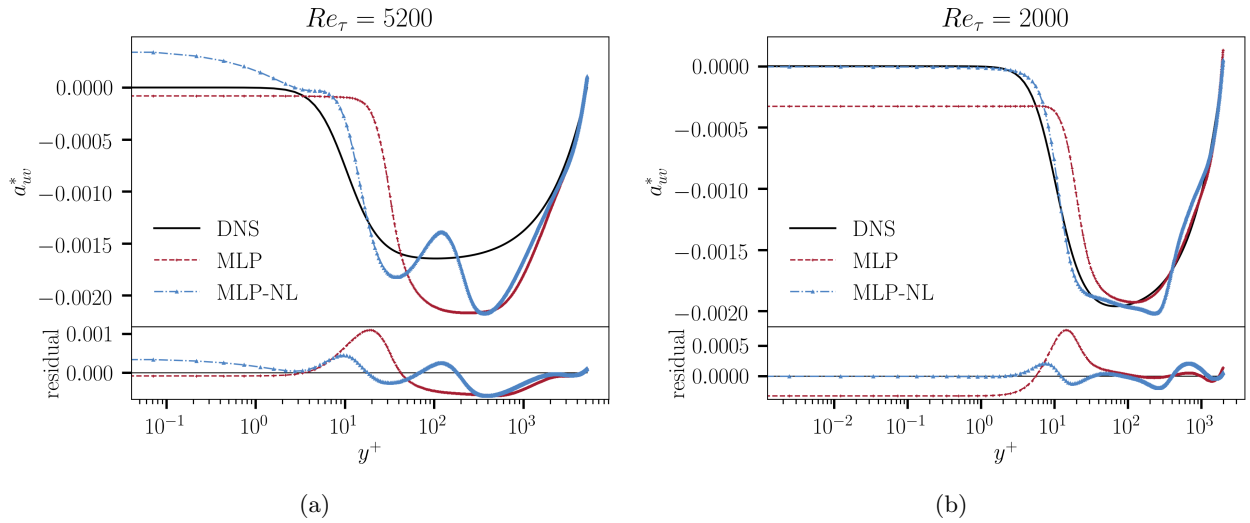 Re_τ = 5200
0.0000
−0.0005
−0.0010
−0.0015
−0.0020
a*_{uv}
DNS
MLP
MLP-NL
0.001
0.000
residual
10^{−1} 10^{0} 10^{1} 10^{2} 10^{3}
y^{+}
(a)
Re_τ = 2000
0.0000
−0.0005
−0.0010
−0.0015
−0.0020
a*_{uv}
DNS
MLP
MLP-NL
0.0005
0.0000
residual
10^{−2} 10^{−1} 10^{0} 10^{1} 10^{2} 10^{3}
y^{+}
(b)